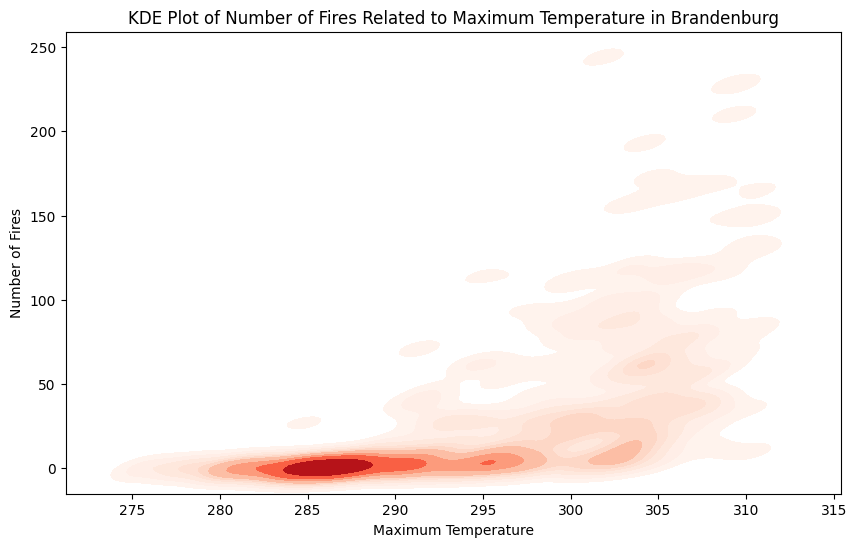 KDE Plot of Number of Fires Related to Maximum Temperature in Brandenburg
Number of Fires
250
200
150
100
50
0
275 280 285 290 295 300 305 310 315
Maximum Temperature